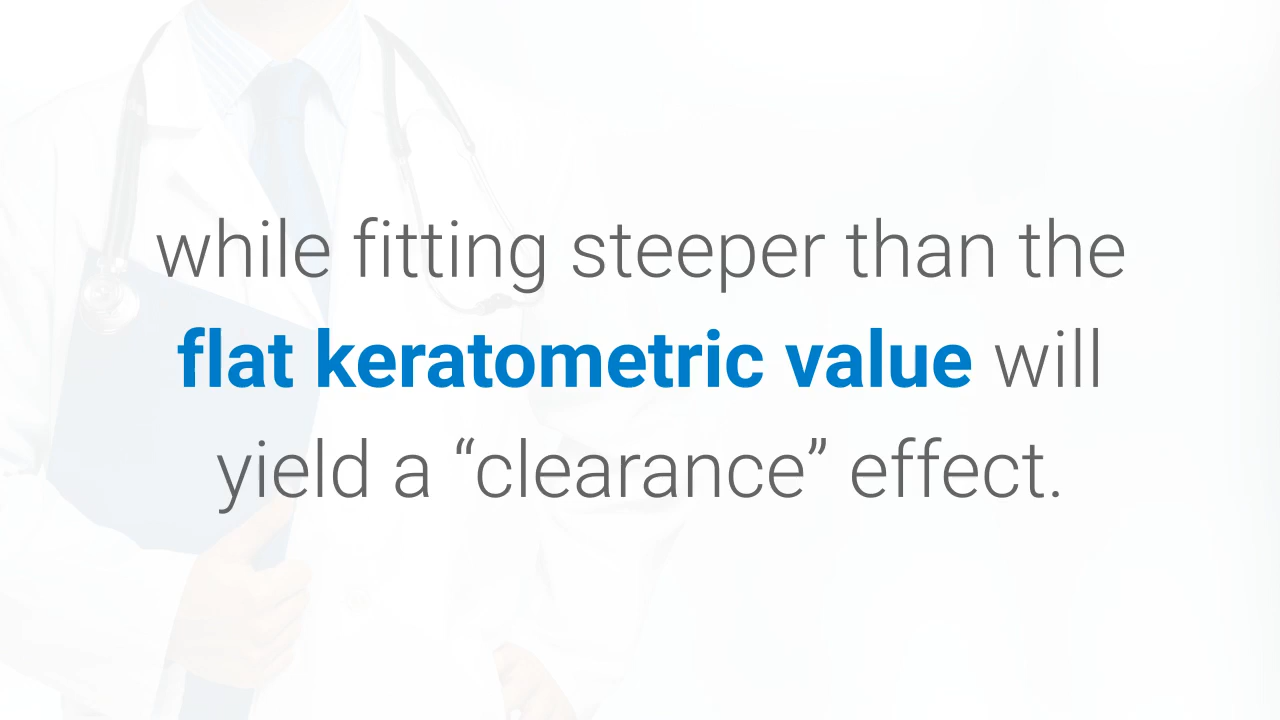 while fitting steeper than the
flat keratometric value will
yield a “clearance” effect.